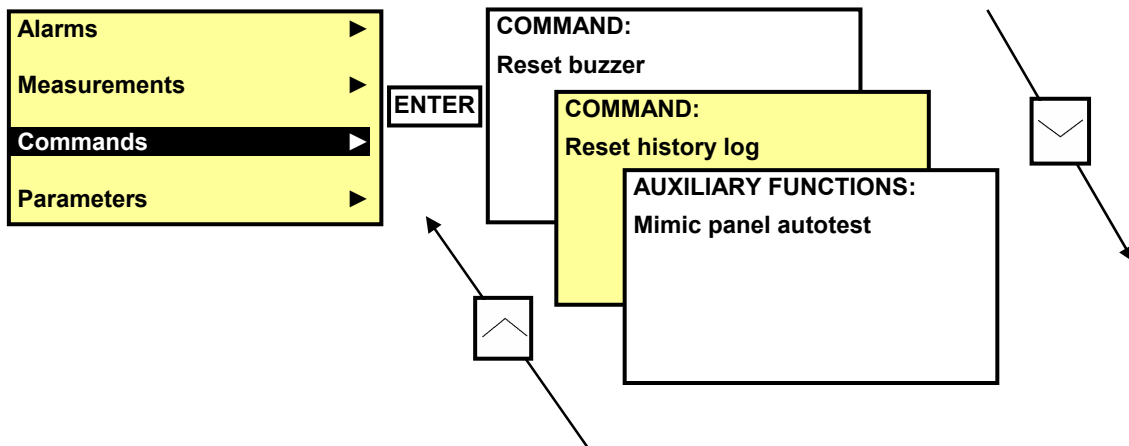 Alarms ►
Measurements ►
Commands ►
Parameters ►
ENTER
COMMAND:
Reset buzzer
COMMAND:
Reset history log
AUXILIARY FUNCTIONS:
Mimic panel autotest